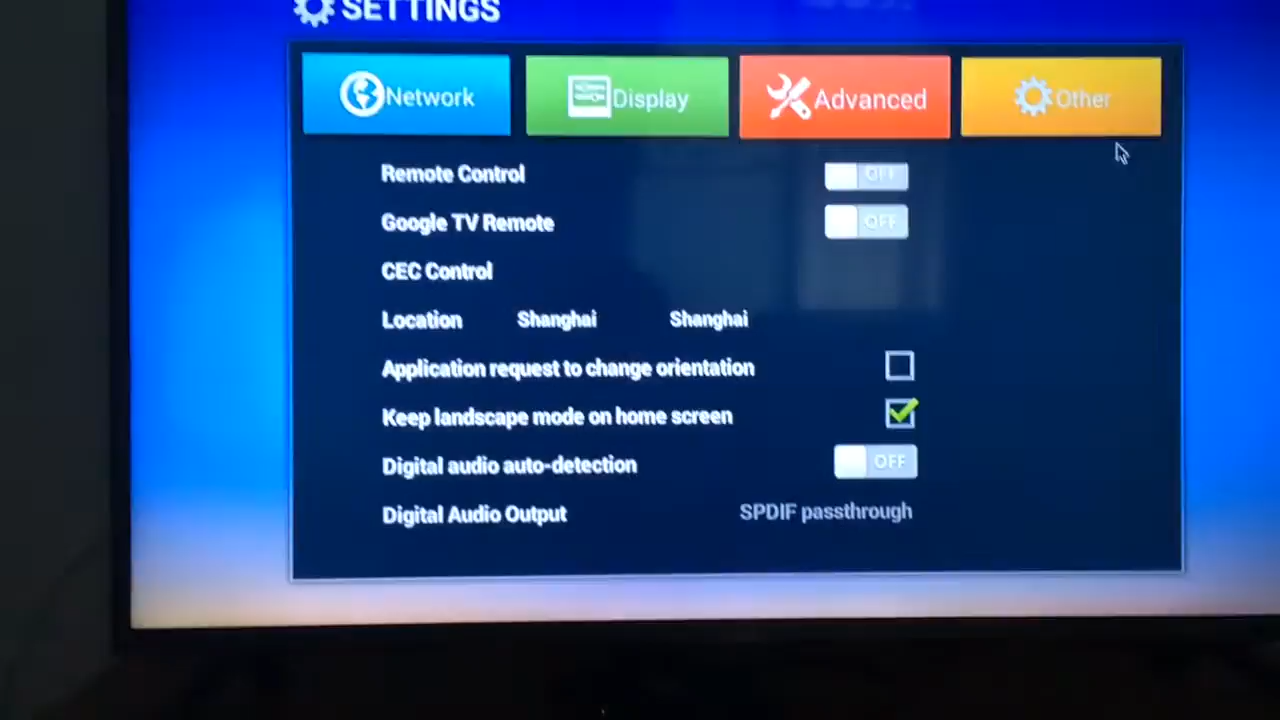 SETTINGS
Network Display Advanced Other
Remote Control OFF
Google TV Remote OFF
CEC Control
Location Shanghai Shanghai
Application request to change orientation
Keep landscape mode on home screen
Digital audio auto-detection OFF
Digital Audio Output SPDIF passthrough